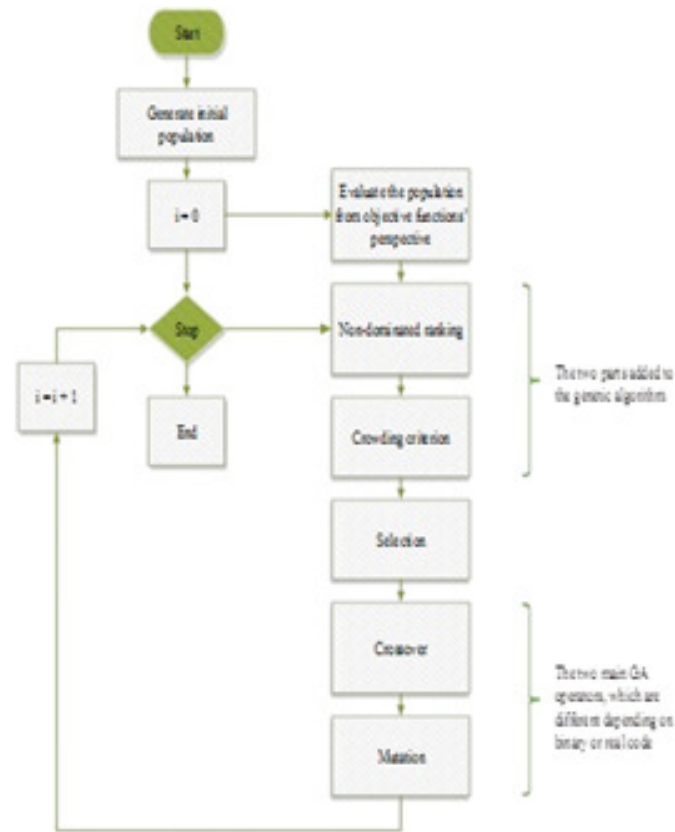 Start
Generate initial
population
i = 0
Evaluate the population
from objective functions'
perspective
Stop
Non-dominated ranking
The two parts added to
the genetic algorithm
i = i + 1
End
Crowding criterion
Selection
Crossover
The two main GA
operators, which are
different depending on
binary or real code
Mutation